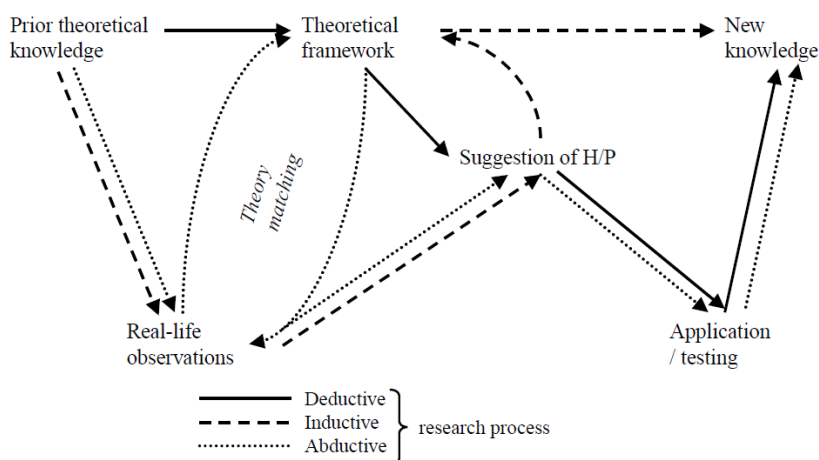 Prior theoretical
knowledge
Theoretical
framework
New
knowledge
Suggestion of H/P
Theory
matching
Real-life
observations
Application
/ testing
Deductive
Inductive
Abductive
research process